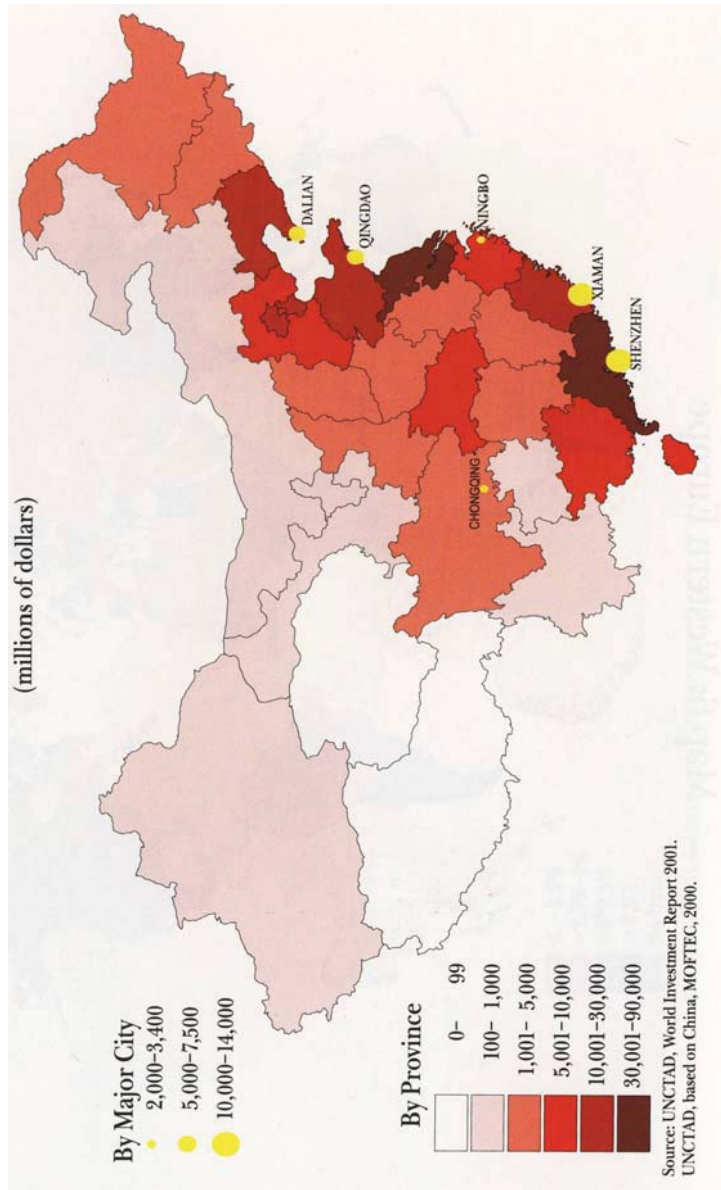 (millions of dollars)
By Major City
2,000–3,400
5,000–7,500
10,000–14,000
By Province
0– 99
100– 1,000
1,001– 5,000
5,001–10,000
10,001–30,000
30,001–90,000
Source: UNCTAD, World Investment Report 2001.
UNCTAD, based on China, MOFTEC, 2000.
DALIAN
QINGDAO
NINGBO
XIAMAN
SHENZHEN
CHONGQING